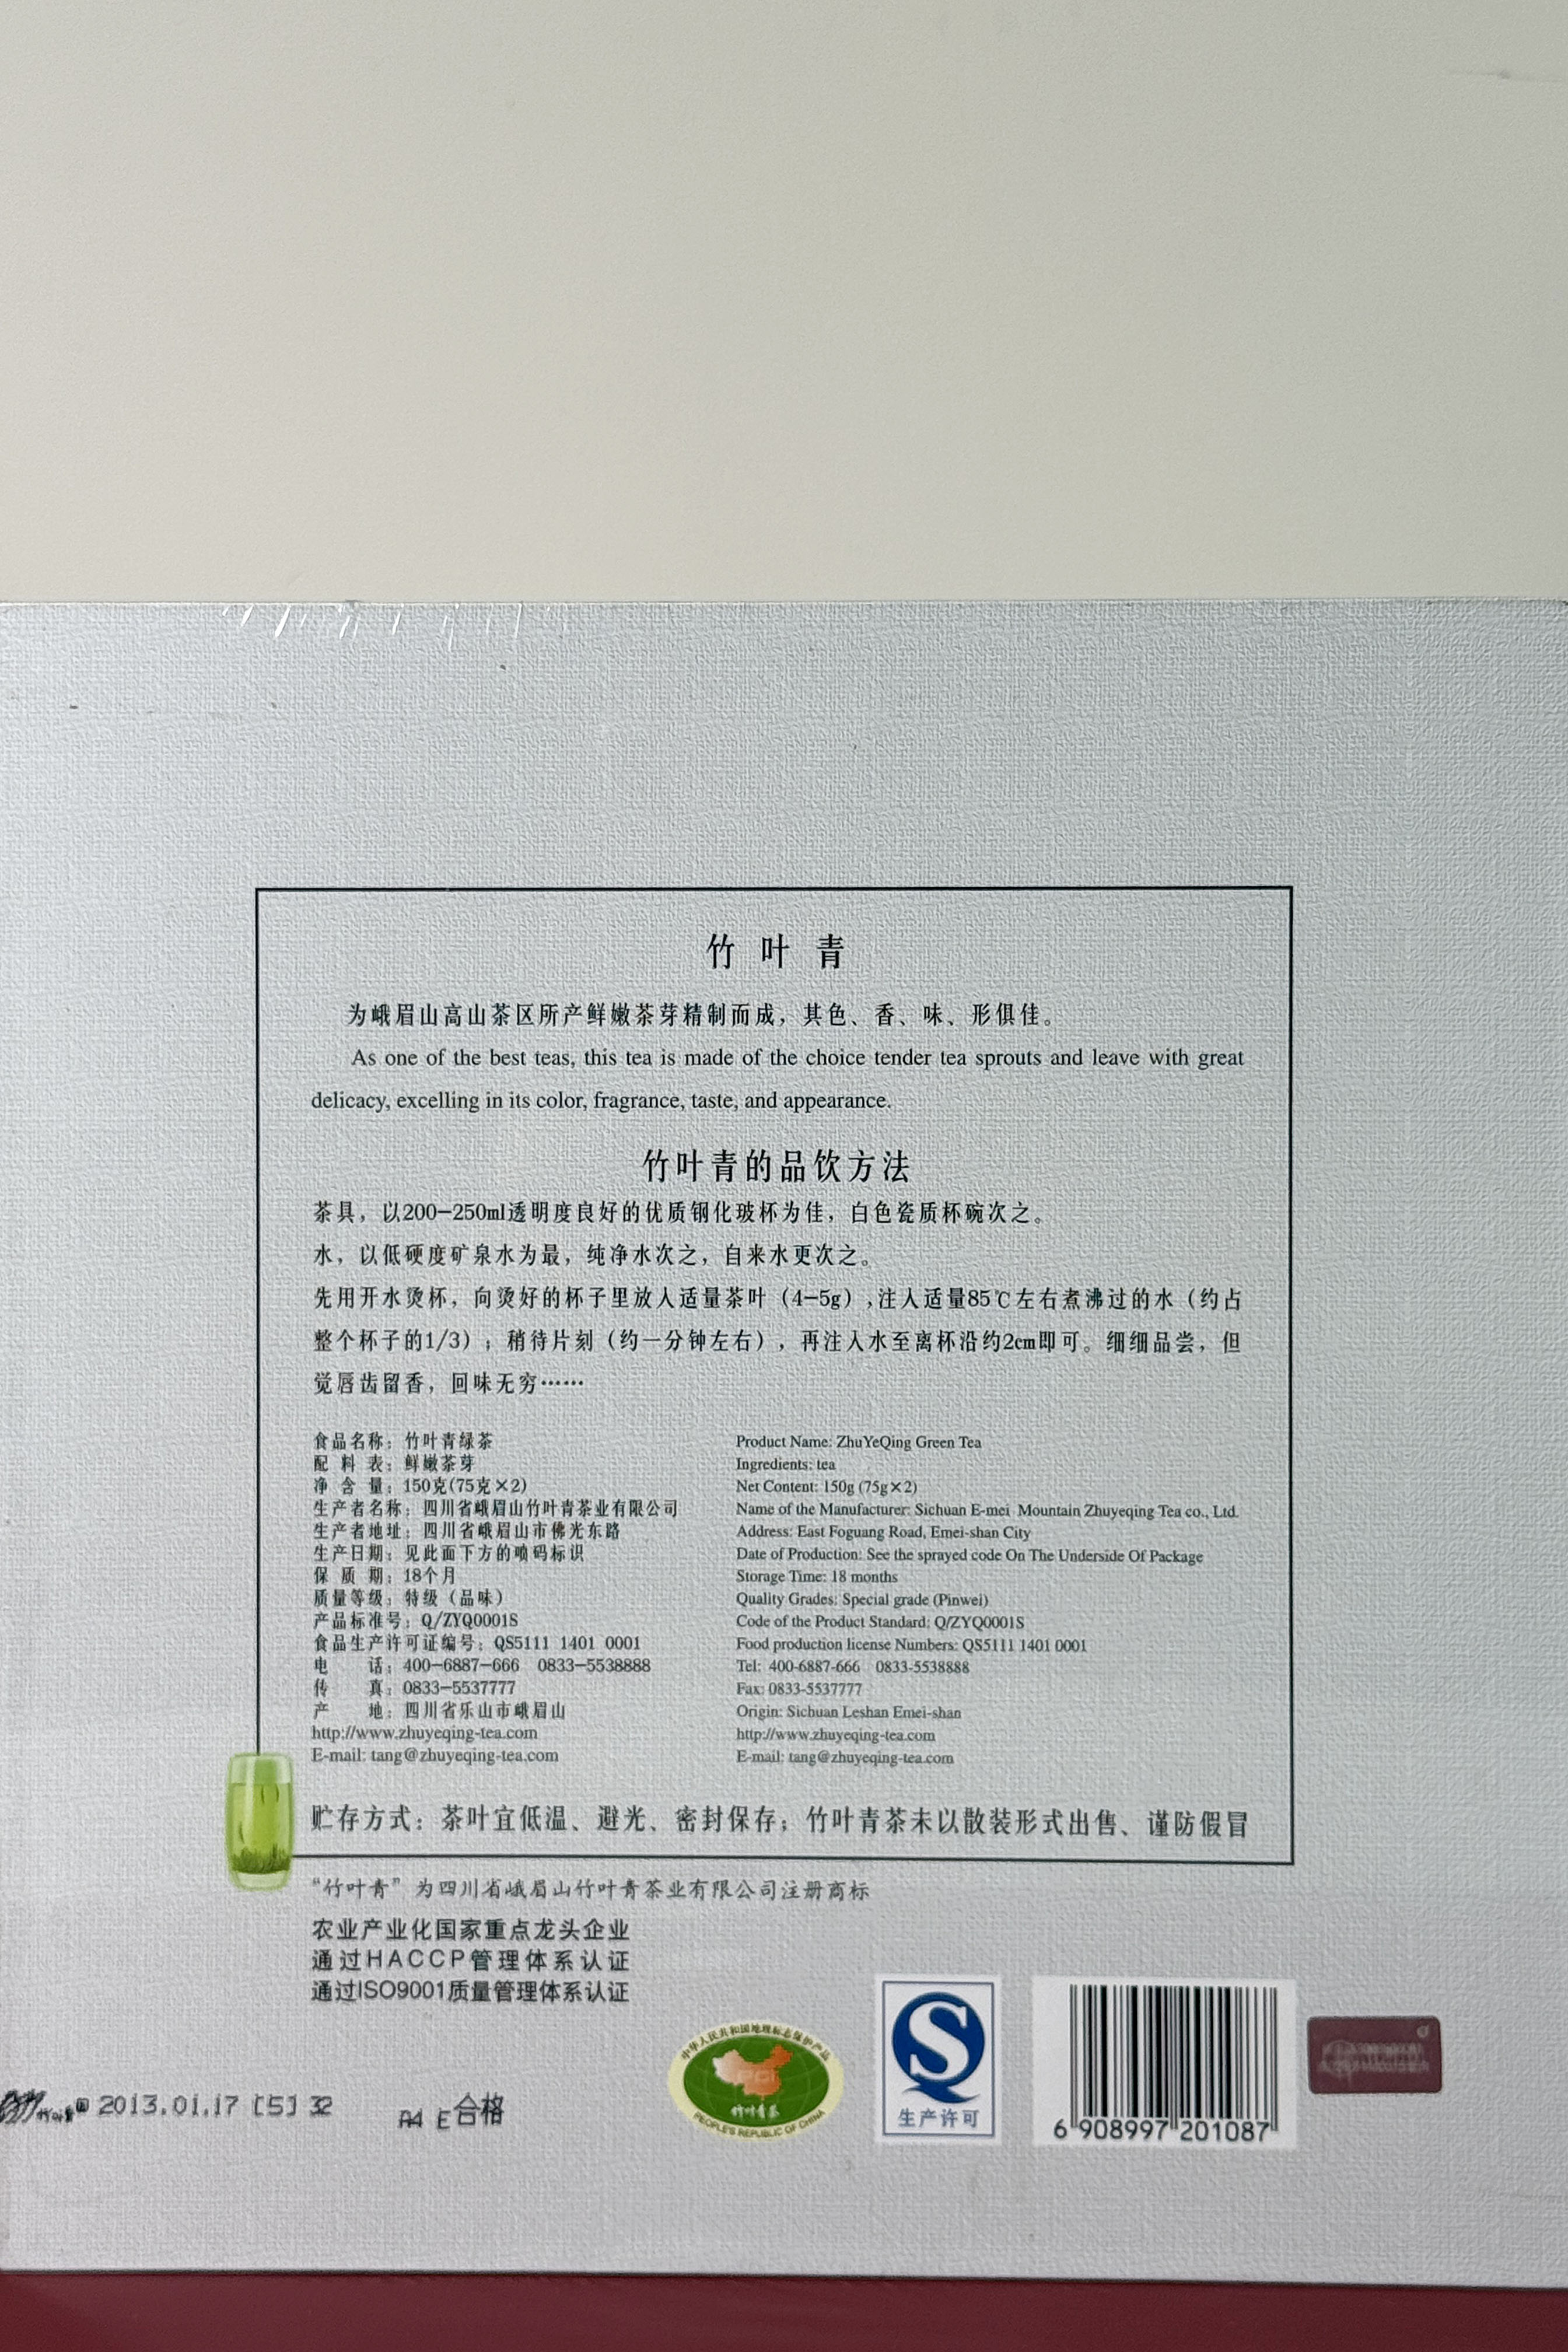 竹叶青
为峨眉山高山茶区所产鲜嫩茶芽精制而成，其色、香、味、形俱佳。
As one of the best teas, this tea is made of the choice tender tea sprouts and leave with great
delicacy, excelling in its color, fragrance, taste, and appearance.
竹叶青的品饮方法
茶具，以200-250ml透明度良好的优质钢化玻杯为佳，白色瓷质杯碗次之。
水，以低硬度矿泉水为最，纯净水次之，自来水更次之。
先用开水烫杯，向烫好的杯子里放入适量茶叶（4-5g）,注入适量85℃左右煮沸过的水（约占
整个杯子的1/3）；稍待片刻（约一分钟左右），再注入水至离杯沿约2cm即可。细细品尝，但
觉唇齿留香，回味无穷……
食品名称：竹叶青绿茶
配料表：鲜嫩茶芽
净含量：150克(75克×2)
生产者名称：四川省峨眉山竹叶青茶业有限公司
生产者地址：四川省峨眉山市佛光东路
生产日期：见此面下方的喷码标识
保质期：18个月
质量等级：特级（品味）
产品标准号：Q/ZYQ0001S
食品生产许可证编号：QS5111 1401 0001
电话：400-6887-666 0833-5538888
传真：0833-5537777
产地：四川省乐山市峨眉山
http://www.zhuyeqing-tea.com
E-mail: tang@zhuyeqing-tea.com
Product Name: ZhuYeQing Green Tea
Ingredients: tea
Net Content: 150g (75g×2)
Name of the Manufacturer: Sichuan E-mei Mountain Zhuyeqing Tea co., Ltd.
Address: East Foguang Road, Emei-shan City
Date of Production: See the sprayed code On The Underside Of Package
Storage Time: 18 months
Quality Grades: Special grade (Pinwei)
Code of the Product Standard: Q/ZYQ0001S
Food production license Numbers: QS5111 1401 0001
Tel: 400-6887-666 0833-5538888
Fax: 0833-5537777
Origin: Sichuan Leshan Emei-shan
http://www.zhuyeqing-tea.com
E-mail: tang@zhuyeqing-tea.com
贮存方式：茶叶宜低温、避光、密封保存；竹叶青茶未以散装形式出售、谨防假冒
“竹叶青”为四川省峨眉山竹叶青茶业有限公司注册商标
农业产业化国家重点龙头企业
通过HACCP管理体系认证
通过ISO9001质量管理体系认证
2013.01.17 [5] 32
A4 E合格
中华人民共和国地理标志保护产品
PGI
竹叶青茶
PEOPLE'S REPUBLIC OF CHINA
生产许可
6 908997 201087